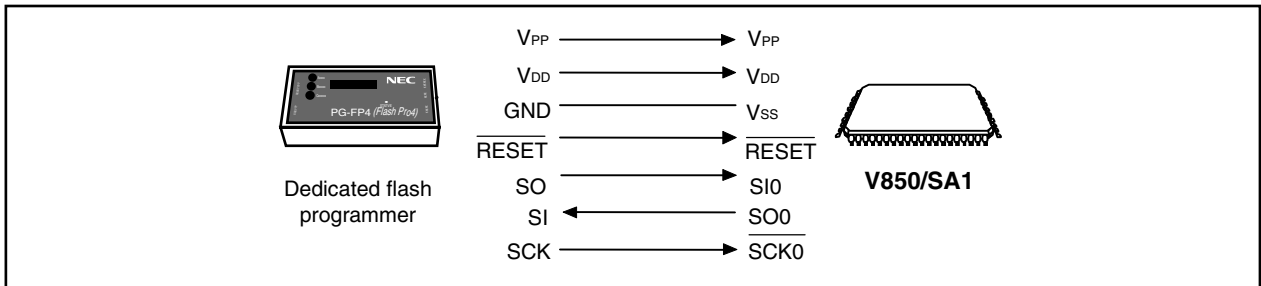 VPP VPP
VDD VDD
GND VSS
RESET RESET
SO SI0
SI SO0
SCK SCK0
NEC
PG-FP4 (Flash Pro4)
Dedicated flash
programmer
V850/SA1